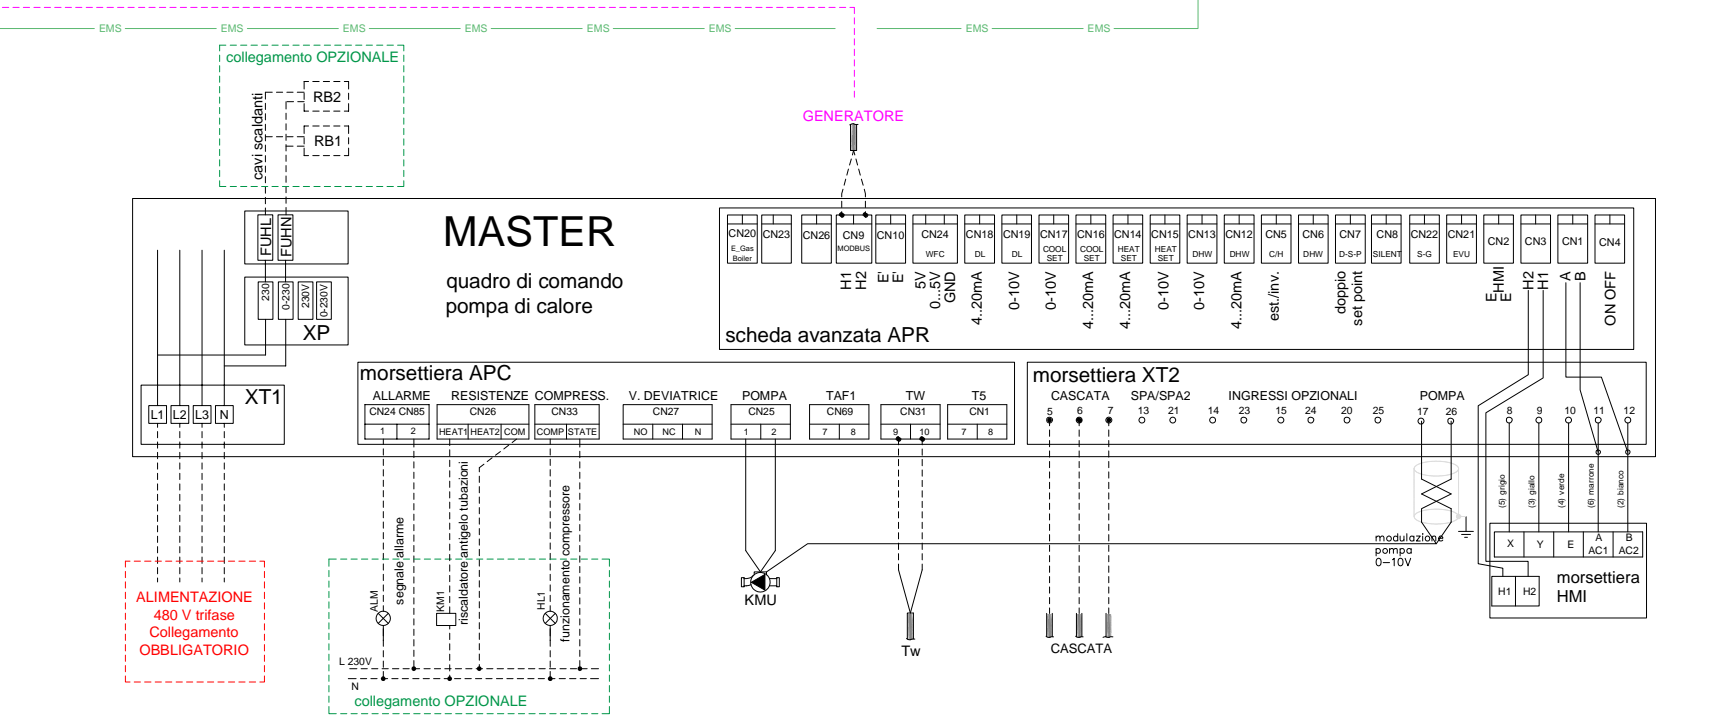 EMS EMS EMS EMS EMS EMS EMS EMS
collegamento OPZIONALE
cavi scaldanti
RB2
RB1
GENERATORE
FUHL
FUHN
230
0-230
230V
0-230V
XP
MASTER
quadro di comando
pompa di calore
CN20
E_Gas
Boiler
CN23
CN26
CN9
MODBUS
H1
H2
CN10
E
E
CN24
WFC
5V
0...5V
GND
CN18
DL
4...20mA
CN19
DL
0-10V
CN17
COOL
SET
0-10V
CN16
COOL
SET
4...20mA
CN14
HEAT
SET
4...20mA
CN15
HEAT
SET
0-10V
CN13
DHW
0-10V
CN12
DHW
4...20mA
CN5
C/H
est./inv.
CN6
DHW
CN7
D-S-P
doppio
set point
CN8
SILENT
CN22
S-G
CN21
EVU
CN2
E
HMI
E
CN3
H2
H1
CN1
A
B
CN4
ON OFF
scheda avanzata APR
XT1
L1 L2 L3 N
morsettiera APC
ALLARME RESISTENZE COMPRESS. V. DEVIATRICE POMPA TAF1 TW T5
CN24 CN85 CN26 CN33 CN27 CN25 CN69 CN31 CN1
1 2 HEAT1 HEAT2 COM COMP STATE NO NC N 1 2 7 8 9 10 7 8
morsettiera XT2
CASCATA SPA/SPA2 INGRESSI OPZIONALI POMPA
5 6 7 13 21 14 23 15 24 20 25 17 26 8 9 10 11 12
(5) grigio
(3) giallo
(4) verde
(6) marrone
(2) bianco
X Y E A B
AC1 AC2
H1 H2
morsettiera
HMI
modulazione
pompa
0-10V
ALIMENTAZIONE
480 V trifase
Collegamento
OBBLIGATORIO
ALM
segnale allarme
KM1
riscaldatore antigelo tubazioni
HL1
funzionamento compressore
L 230V
N
collegamento OPZIONALE
KMU
Tw
CASCATA